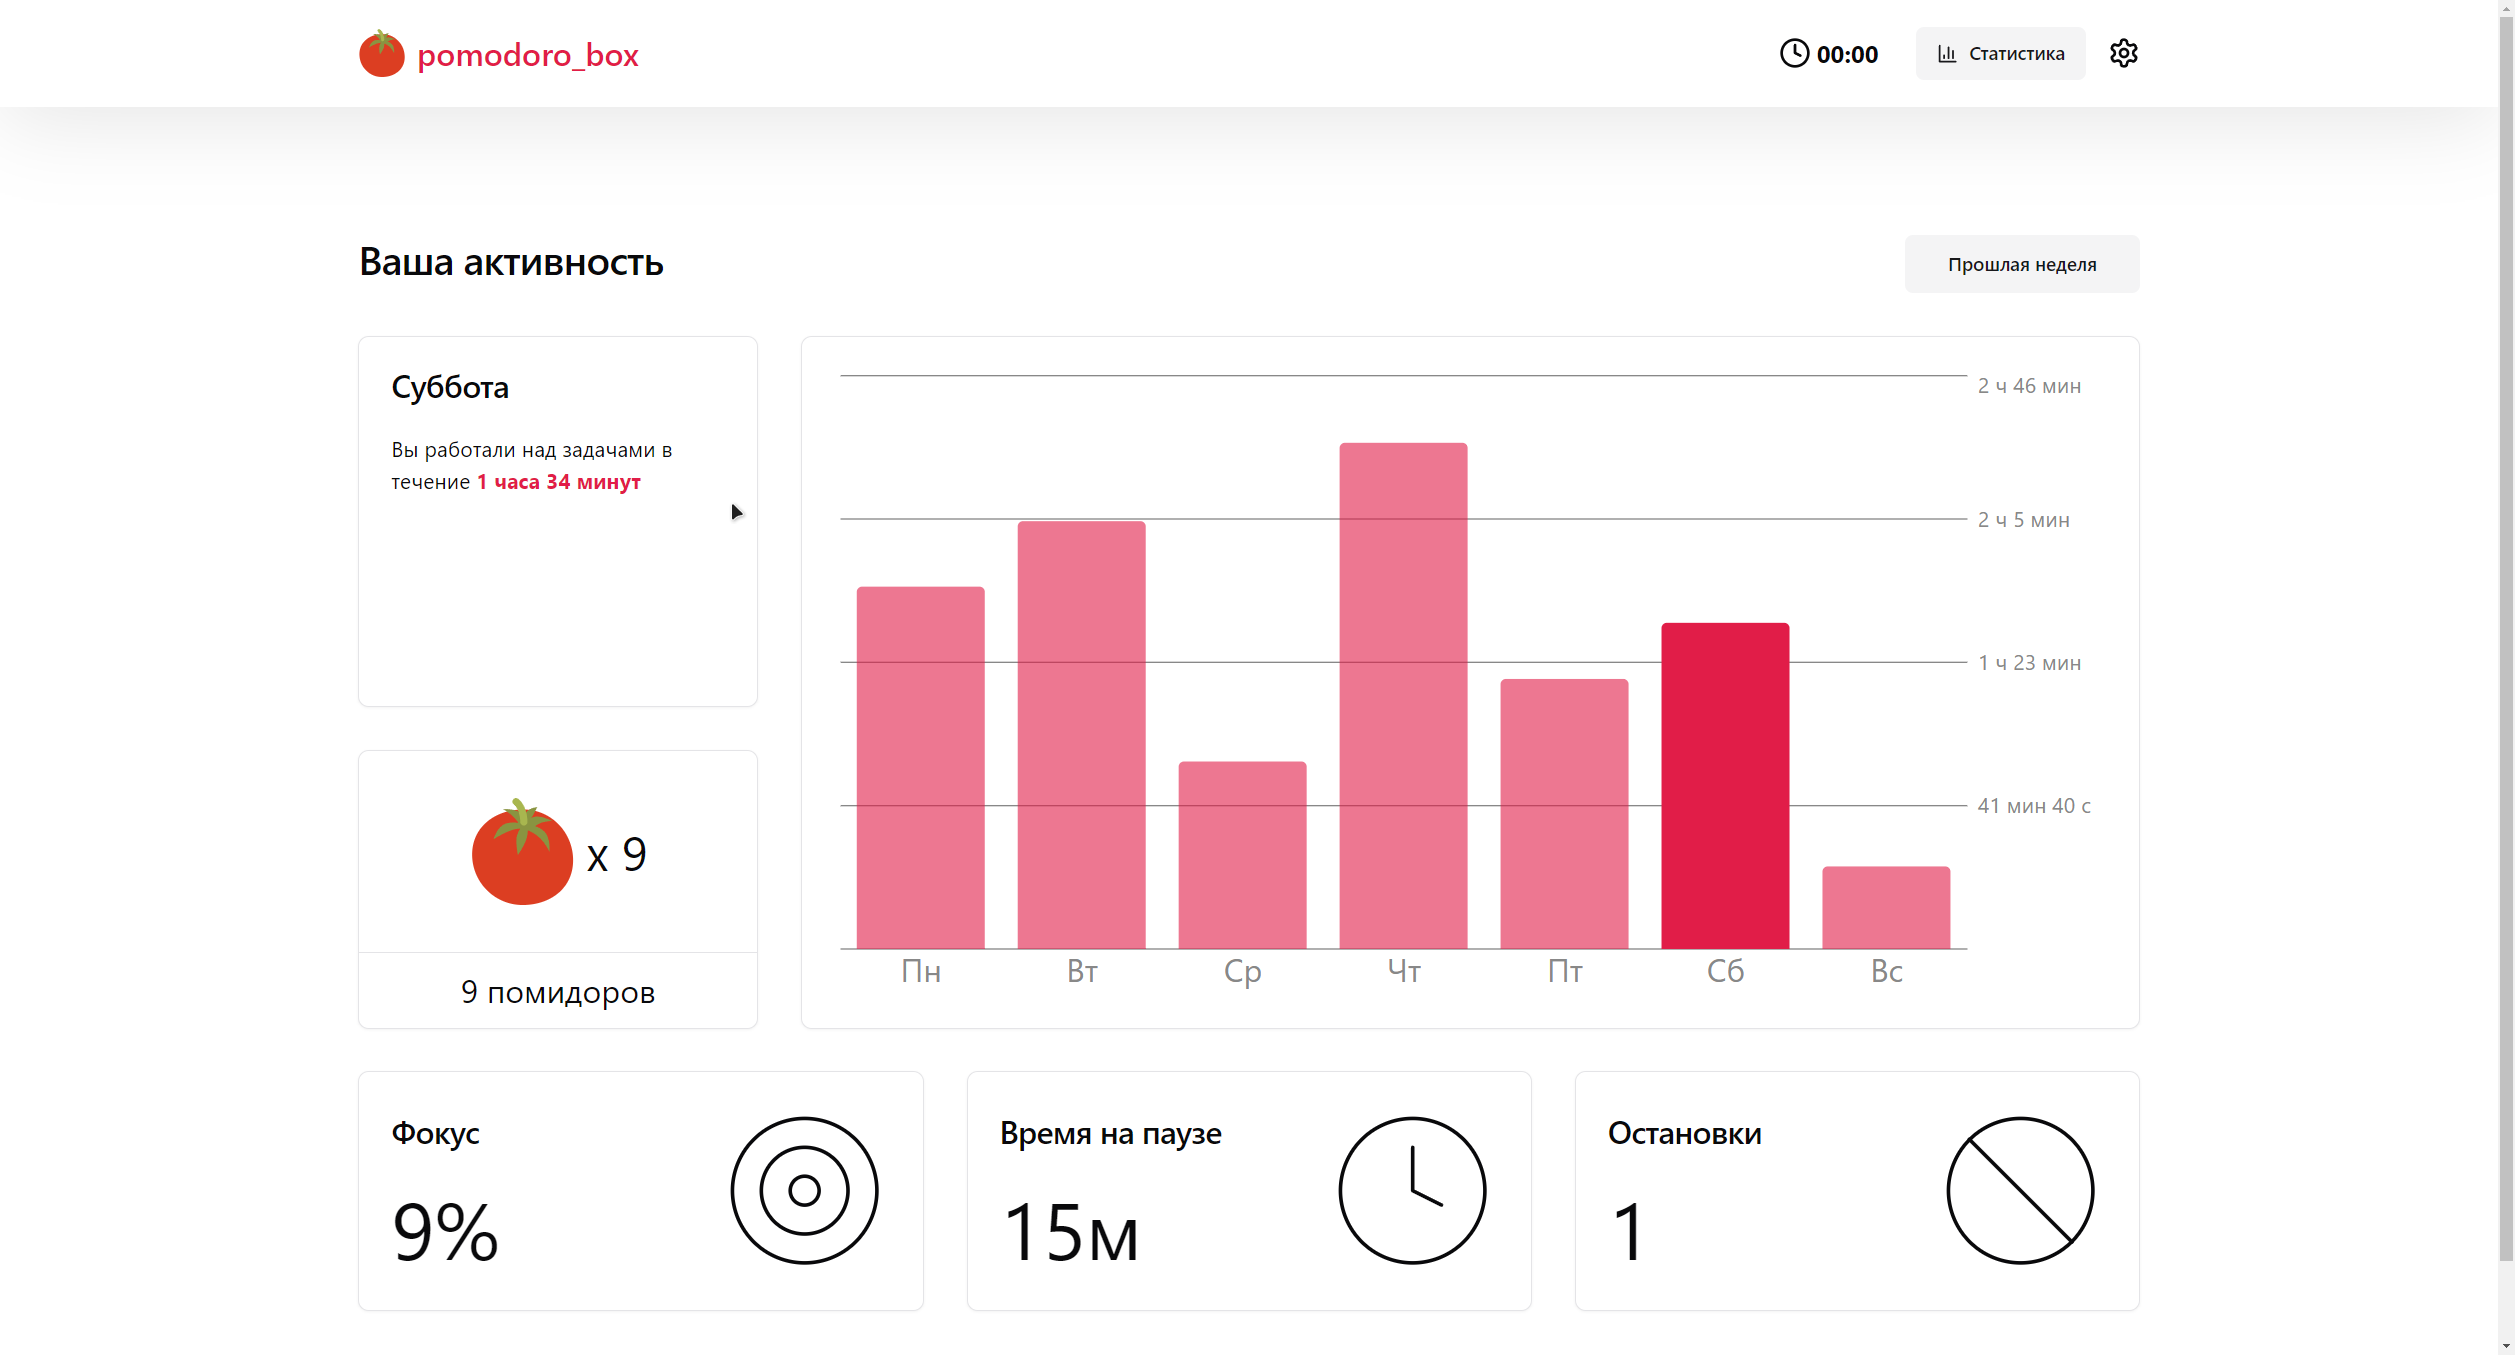 pomodoro_box
00:00
Статистика
Ваша активность
Прошлая неделя
Суббота
Вы работали над задачами в
течение 1 часа 34 минут
x 9
9 помидоров
2 ч 46 мин
2 ч 5 мин
1 ч 23 мин
41 мин 40 с
Пн Вт Ср Чт Пт Сб Вс
Фокус
9%
Время на паузе
15м
Остановки
1